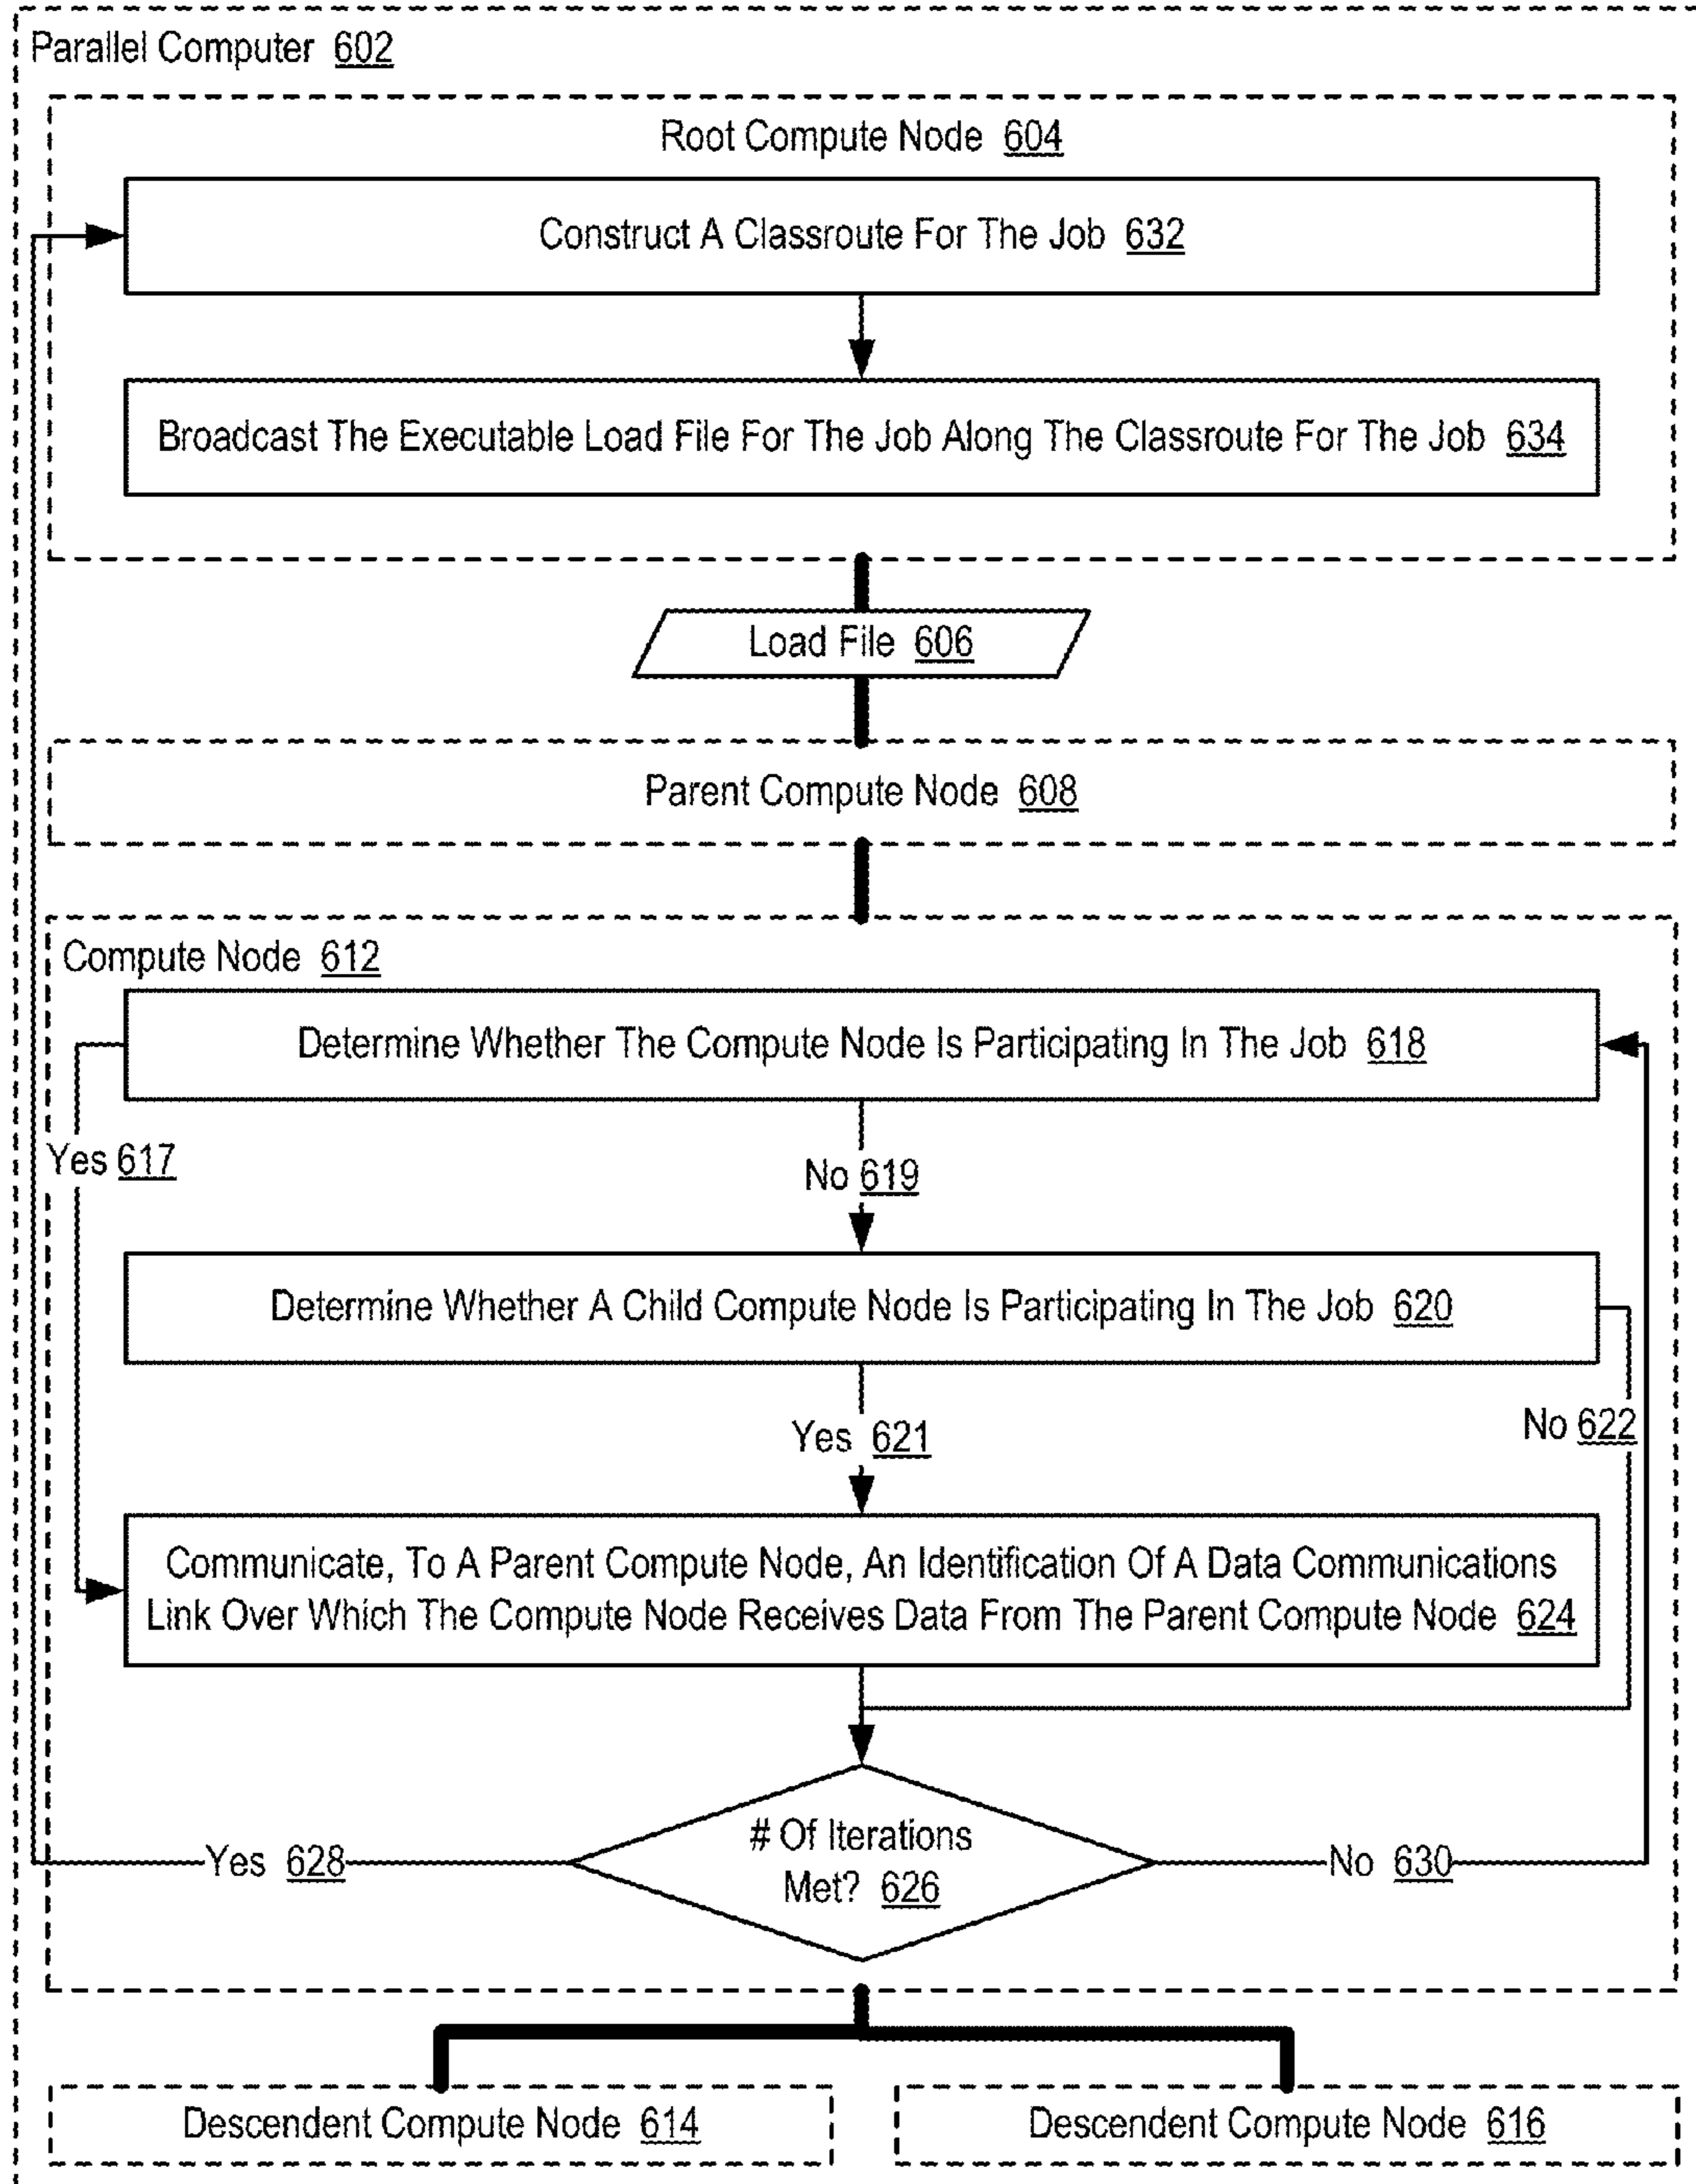 Parallel Computer 602
Root Compute Node 604
Construct A Classroute For The Job 632
Broadcast The Executable Load File For The Job Along The Classroute For The Job 634
Load File 606
Parent Compute Node 608
Compute Node 612
Determine Whether The Compute Node Is Participating In The Job 618
Yes 617
No 619
Determine Whether A Child Compute Node Is Participating In The Job 620
No 622
Yes 621
Communicate, To A Parent Compute Node, An Identification Of A Data Communications
Link Over Which The Compute Node Receives Data From The Parent Compute Node 624
# Of Iterations
Met? 626
Yes 628
No 630
Descendent Compute Node 614
Descendent Compute Node 616